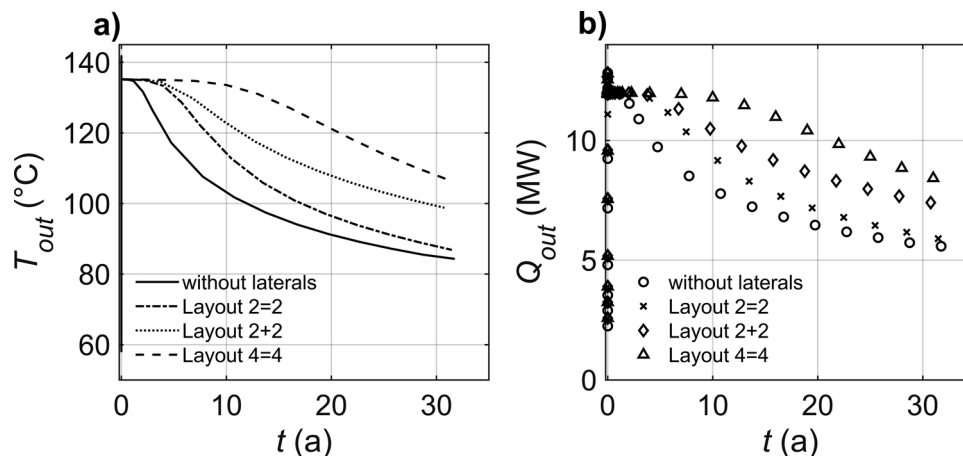 a)
140
120
100
80
60
T_out (°C)
without laterals
Layout 2=2
Layout 2+2
Layout 4=4
0 10 20 30
t (a)
b)
10
5
0
Q_out (MW)
without laterals
Layout 2=2
Layout 2+2
Layout 4=4
0 10 20 30
t (a)